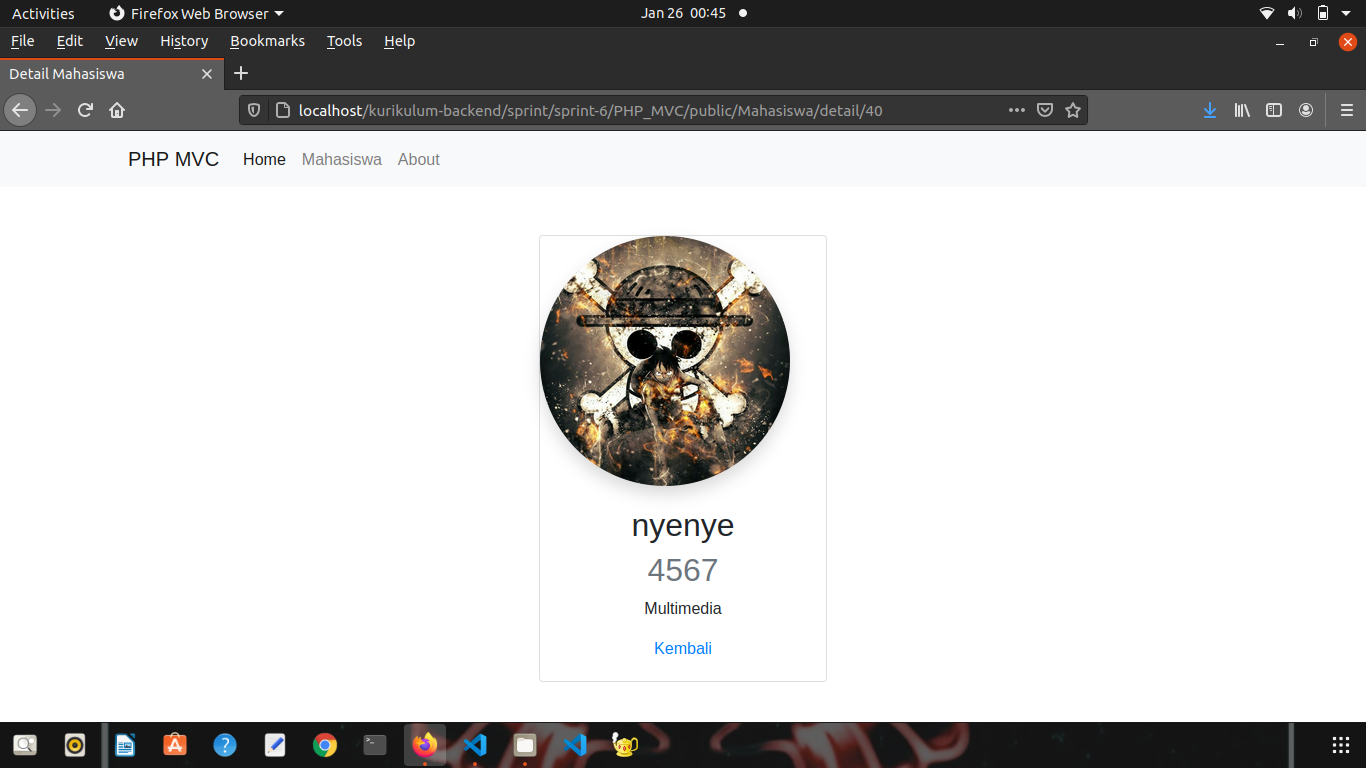 Activities Firefox Web Browser Jan 26 00:45
File Edit View History Bookmarks Tools Help
Detail Mahasiswa
localhost/kurikulum-backend/sprint/sprint-6/PHP_MVC/public/Mahasiswa/detail/40
PHP MVC Home Mahasiswa About
nyenye
4567
Multimedia
Kembali